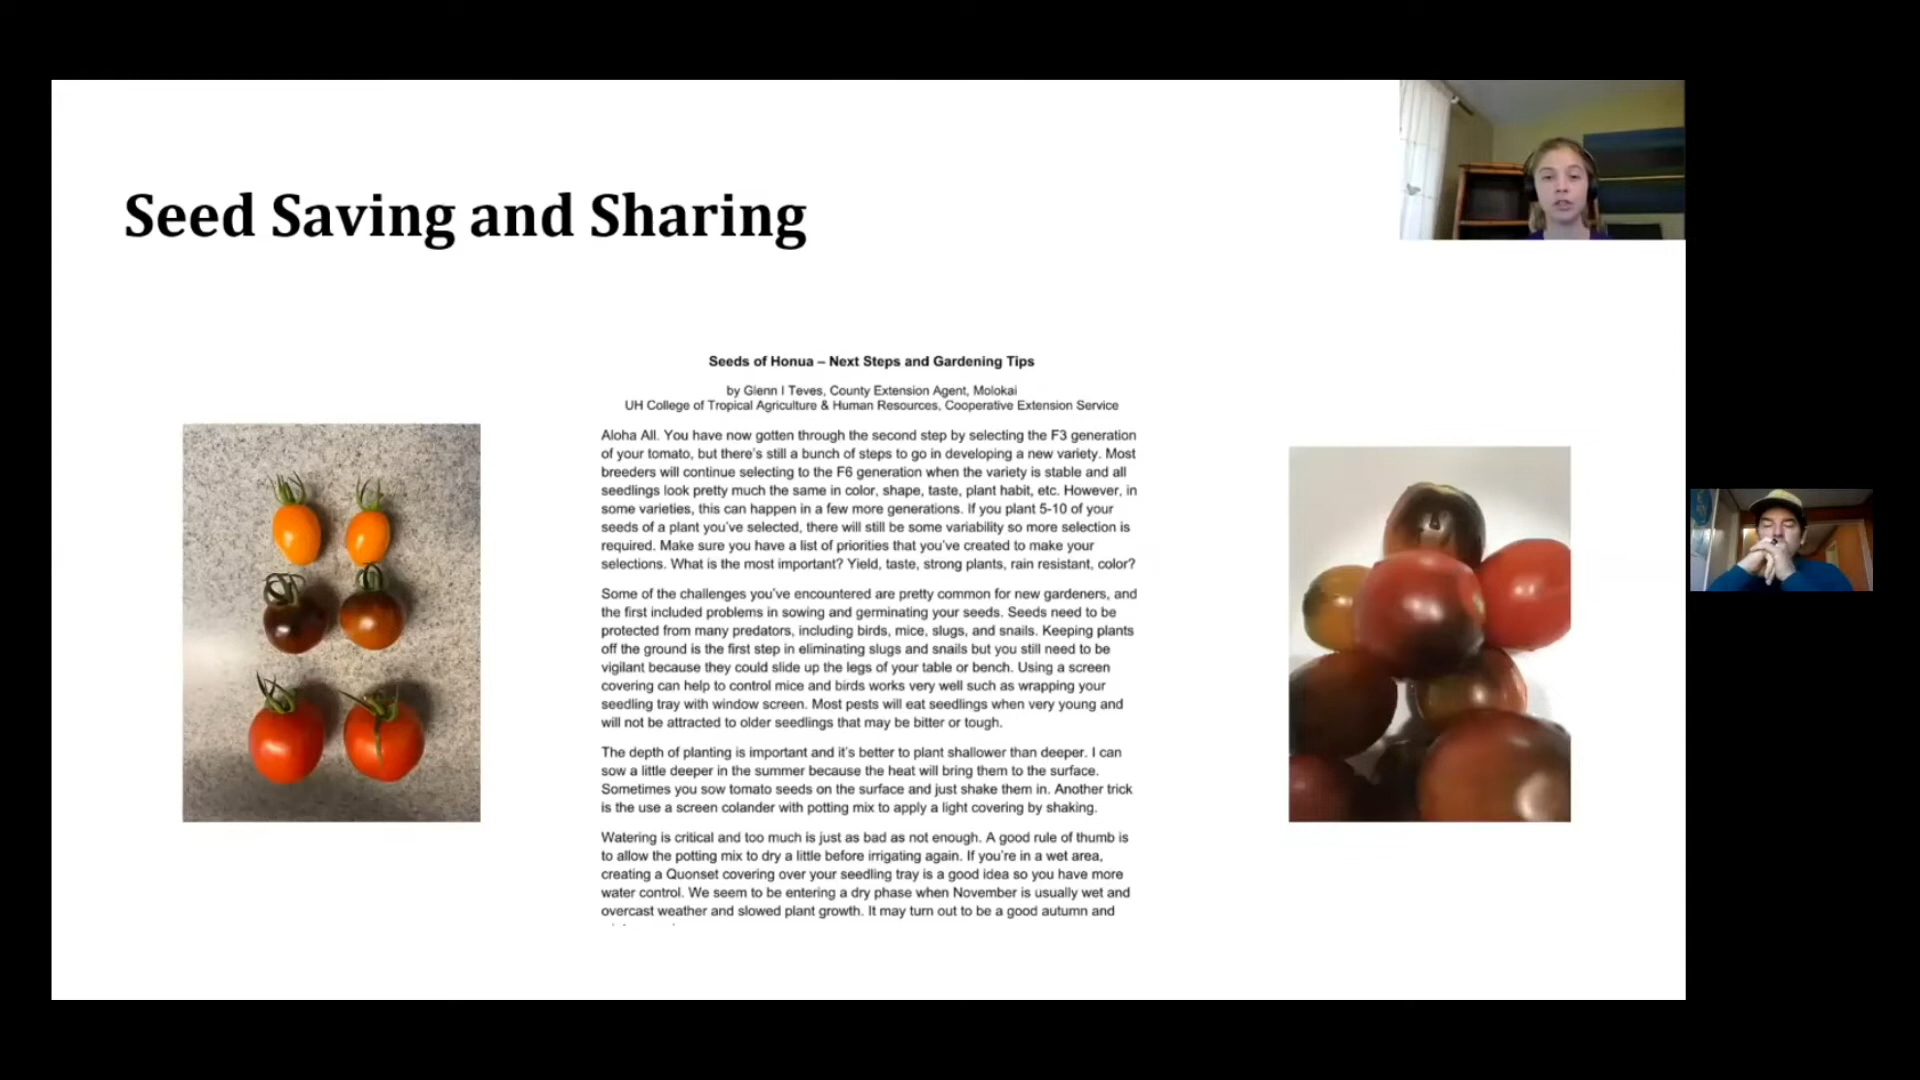 Seed Saving and Sharing
Seeds of Honua – Next Steps and Gardening Tips
by Glenn I Teves, County Extension Agent, Molokai
UH College of Tropical Agriculture & Human Resources, Cooperative Extension Service
Aloha All. You have now gotten through the second step by selecting the F3 generation
of your tomato, but there's still a bunch of steps to go in developing a new variety. Most
breeders will continue selecting to the F6 generation when the variety is stable and all
seedlings look pretty much the same in color, shape, taste, plant habit, etc. However, in
some varieties, this can happen in a few more generations. If you plant 5-10 of your
seeds of a plant you've selected, there will still be some variability so more selection is
required. Make sure you have a list of priorities that you've created to make your
selections. What is the most important? Yield, taste, strong plants, rain resistant, color?
Some of the challenges you've encountered are pretty common for new gardeners, and
the first included problems in sowing and germinating your seeds. Seeds need to be
protected from many predators, including birds, mice, slugs, and snails. Keeping plants
off the ground is the first step in eliminating slugs and snails but you still need to be
vigilant because they could slide up the legs of your table or bench. Using a screen
covering can help to control mice and birds works very well such as wrapping your
seedling tray with window screen. Most pests will eat seedlings when very young and
will not be attracted to older seedlings that may be bitter or tough.
The depth of planting is important and it's better to plant shallower than deeper. I can
sow a little deeper in the summer because the heat will bring them to the surface.
Sometimes you sow tomato seeds on the surface and just shake them in. Another trick
is the use a screen colander with potting mix to apply a light covering by shaking.
Watering is critical and too much is just as bad as not enough. A good rule of thumb is
to allow the potting mix to dry a little before irrigating again. If you're in a wet area,
creating a Quonset covering over your seedling tray is a good idea so you have more
water control. We seem to be entering a dry phase when November is usually wet and
overcast weather and slowed plant growth. It may turn out to be a good autumn and